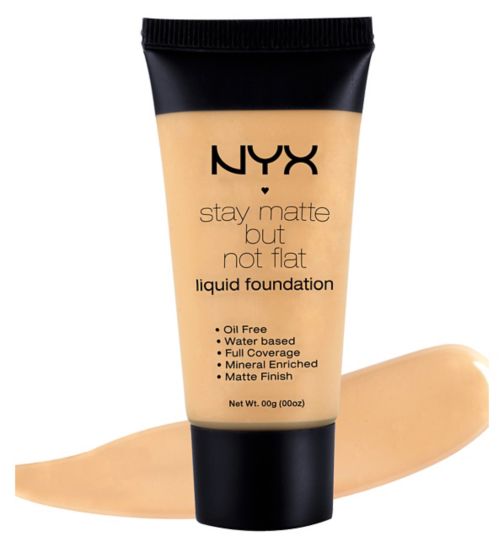 NYX
stay matte
but
not flat
liquid foundation
• Oil Free
• Water based
• Full Coverage
• Mineral Enriched
• Matte Finish
Net Wt. 00g (00oz)